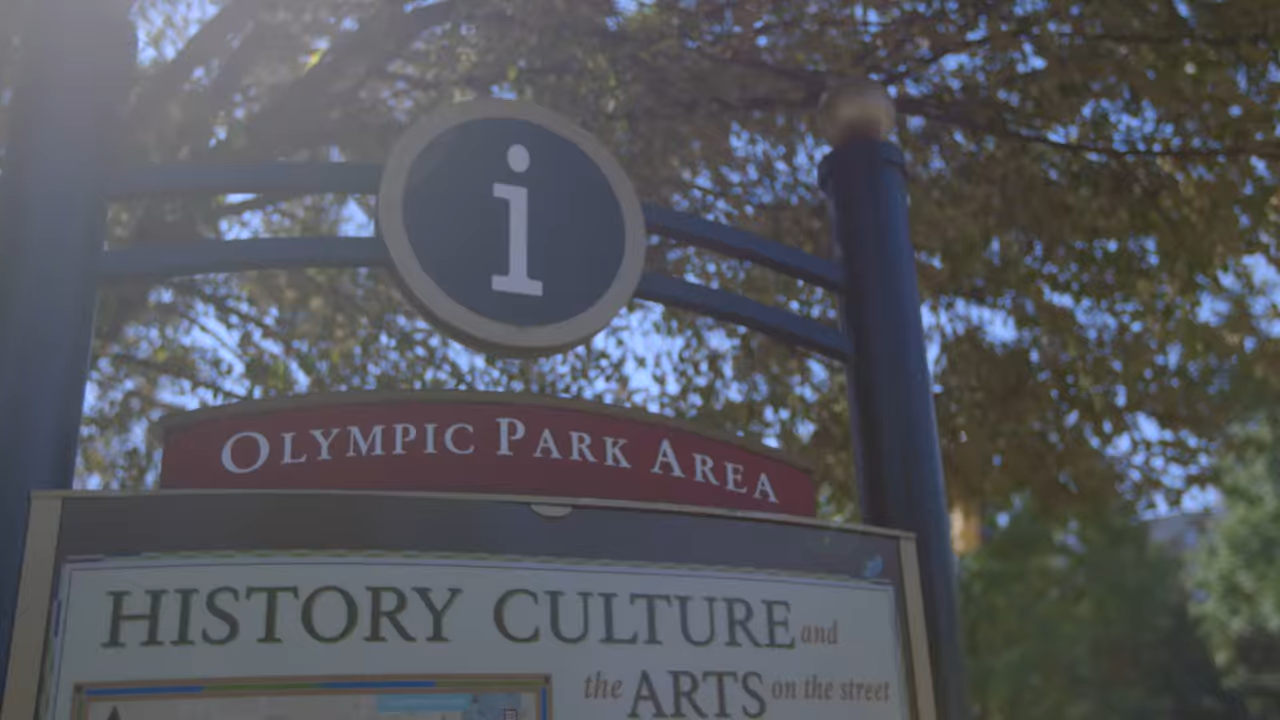 i
OLYMPIC PARK AREA
HISTORY CULTURE and
the ARTS on the street